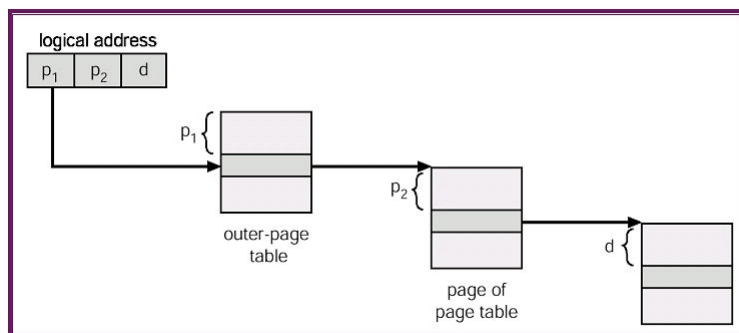 logical address
p₁ p₂ d
p₁
p₂
d
outer-page
table
page of
page table